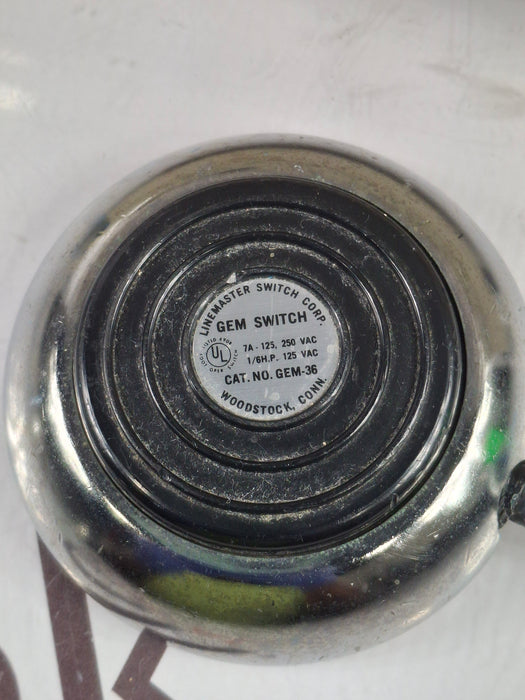 LINEMASTER SWITCH CORP.
GEM SWITCH
UL
7A - 125, 250 VAC
1/6 H.P. 125 VAC
CAT. NO. GEM-36
WOODSTOCK, CONN.